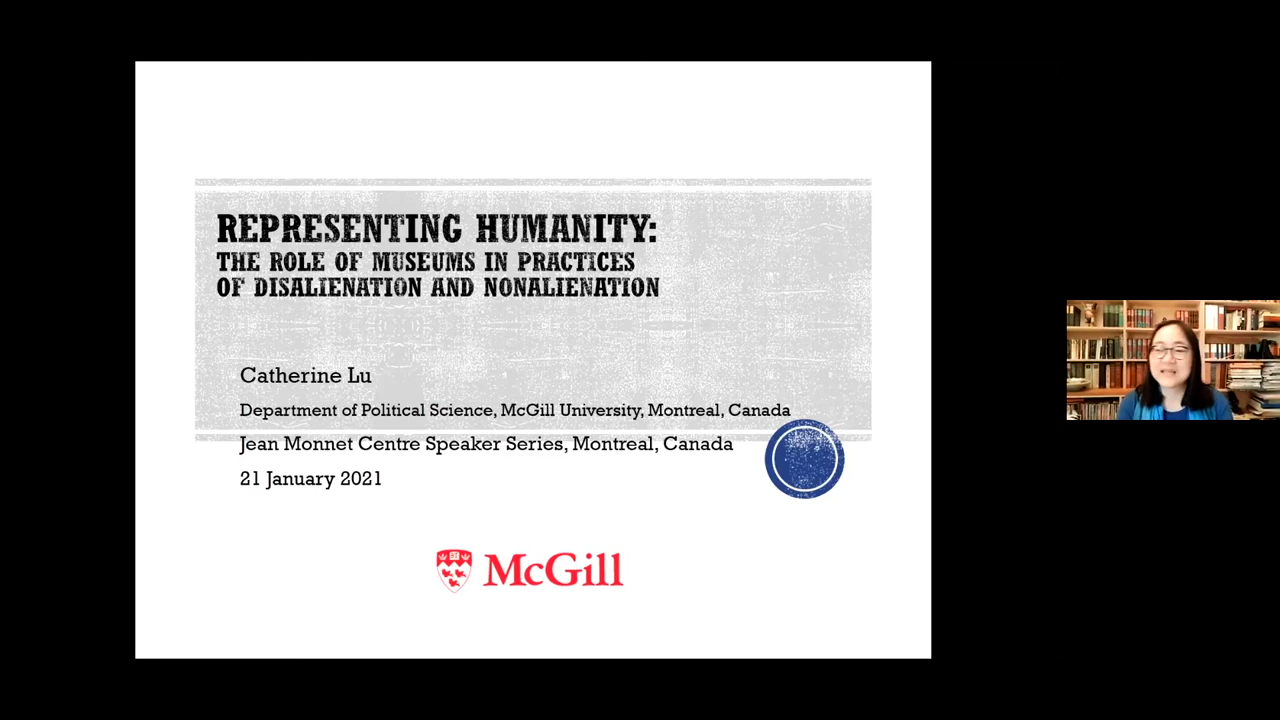 REPRESENTING HUMANITY:
THE ROLE OF MUSEUMS IN PRACTICES
OF DISALIENATION AND NONALIENATION
Catherine Lu
Department of Political Science, McGill University, Montreal, Canada
Jean Monnet Centre Speaker Series, Montreal, Canada
21 January 2021
McGill